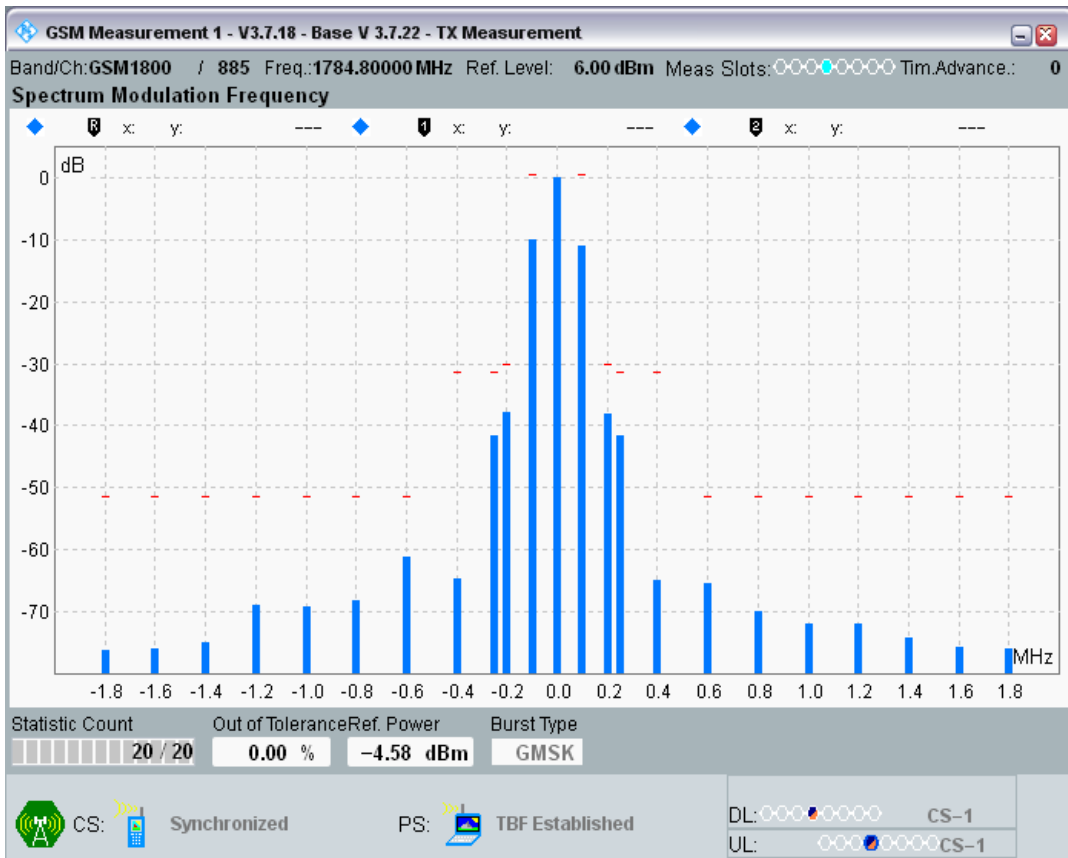 GSM Measurement 1 - V3.7.18 - Base V 3.7.22 - TX Measurement
Band/Ch:GSM1800 / 885 Freq.:1784.80000 MHz Ref. Level: 6.00 dBm Meas Slots: Tim.Advance.: 0
Spectrum Modulation Frequency
R x: y: --- 1 x: y: --- 2 x: y: ---
dB
0
-10
-20
-30
-40
-50
-60
-70
MHz
-1.8 -1.6 -1.4 -1.2 -1.0 -0.8 -0.6 -0.4 -0.2 0.0 0.2 0.4 0.6 0.8 1.0 1.2 1.4 1.6 1.8
Statistic Count Out of Tolerance Ref. Power Burst Type
20 / 20 0.00 % -4.58 dBm GMSK
CS: Synchronized PS: TBF Established
DL: CS-1
UL: CS-1